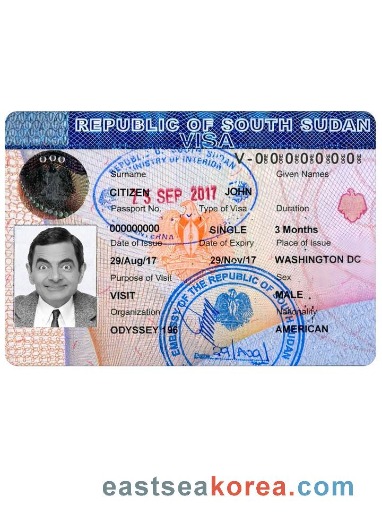 REPUBLIC OF SOUTH SUDAN
VISA
REPUBLIC OF SOUTH SUDAN
MINISTRY OF INTERIOR
Surname Given Names
CITIZEN JOHN
23 SEP 2017
Passport No. Type of Visa Duration
000000000 SINGLE 3 Months
Date of Issue Date of Expiry Place of Issue
29/Aug/17 29/Nov/17 WASHINGTON DC
Purpose of Visit Sex
VISIT MALE
Organization Nationality
ODYSSEY 196 AMERICAN
EMBASSY OF THE REPUBLIC OF SOUTH SUDAN
Date 29/Aug/
eastseakorea.com